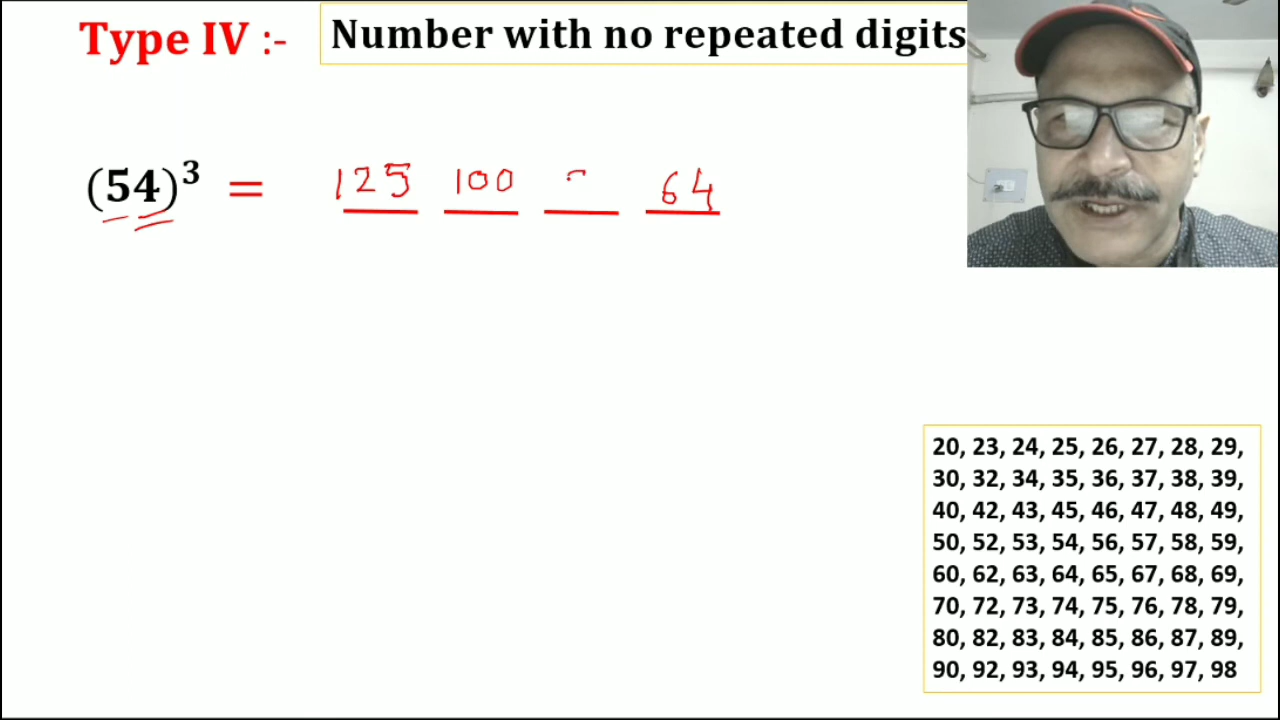 Type IV :- Number with no repeated digits
(54)³ = 125 100 64
20, 23, 24, 25, 26, 27, 28, 29,
30, 32, 34, 35, 36, 37, 38, 39,
40, 42, 43, 45, 46, 47, 48, 49,
50, 52, 53, 54, 56, 57, 58, 59,
60, 62, 63, 64, 65, 67, 68, 69,
70, 72, 73, 74, 75, 76, 78, 79,
80, 82, 83, 84, 85, 86, 87, 89,
90, 92, 93, 94, 95, 96, 97, 98